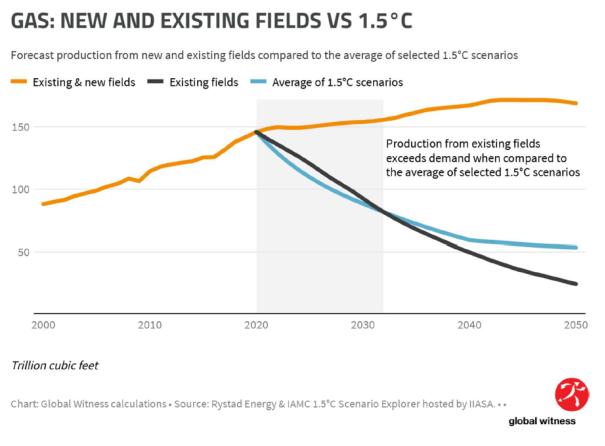 GAS: NEW AND EXISTING FIELDS VS 1.5°C
Forecast production from new and existing fields compared to the average of selected 1.5°C scenarios
Existing & new fields Existing fields Average of 1.5°C scenarios
150
Production from existing fields
exceeds demand when compared to
the average of selected 1.5°C scenarios
100
50
2000 2010 2020 2030 2040 2050
Trillion cubic feet
Chart: Global Witness calculations • Source: Rystad Energy & IAMC 1.5°C Scenario Explorer hosted by IIASA. • •
global witness